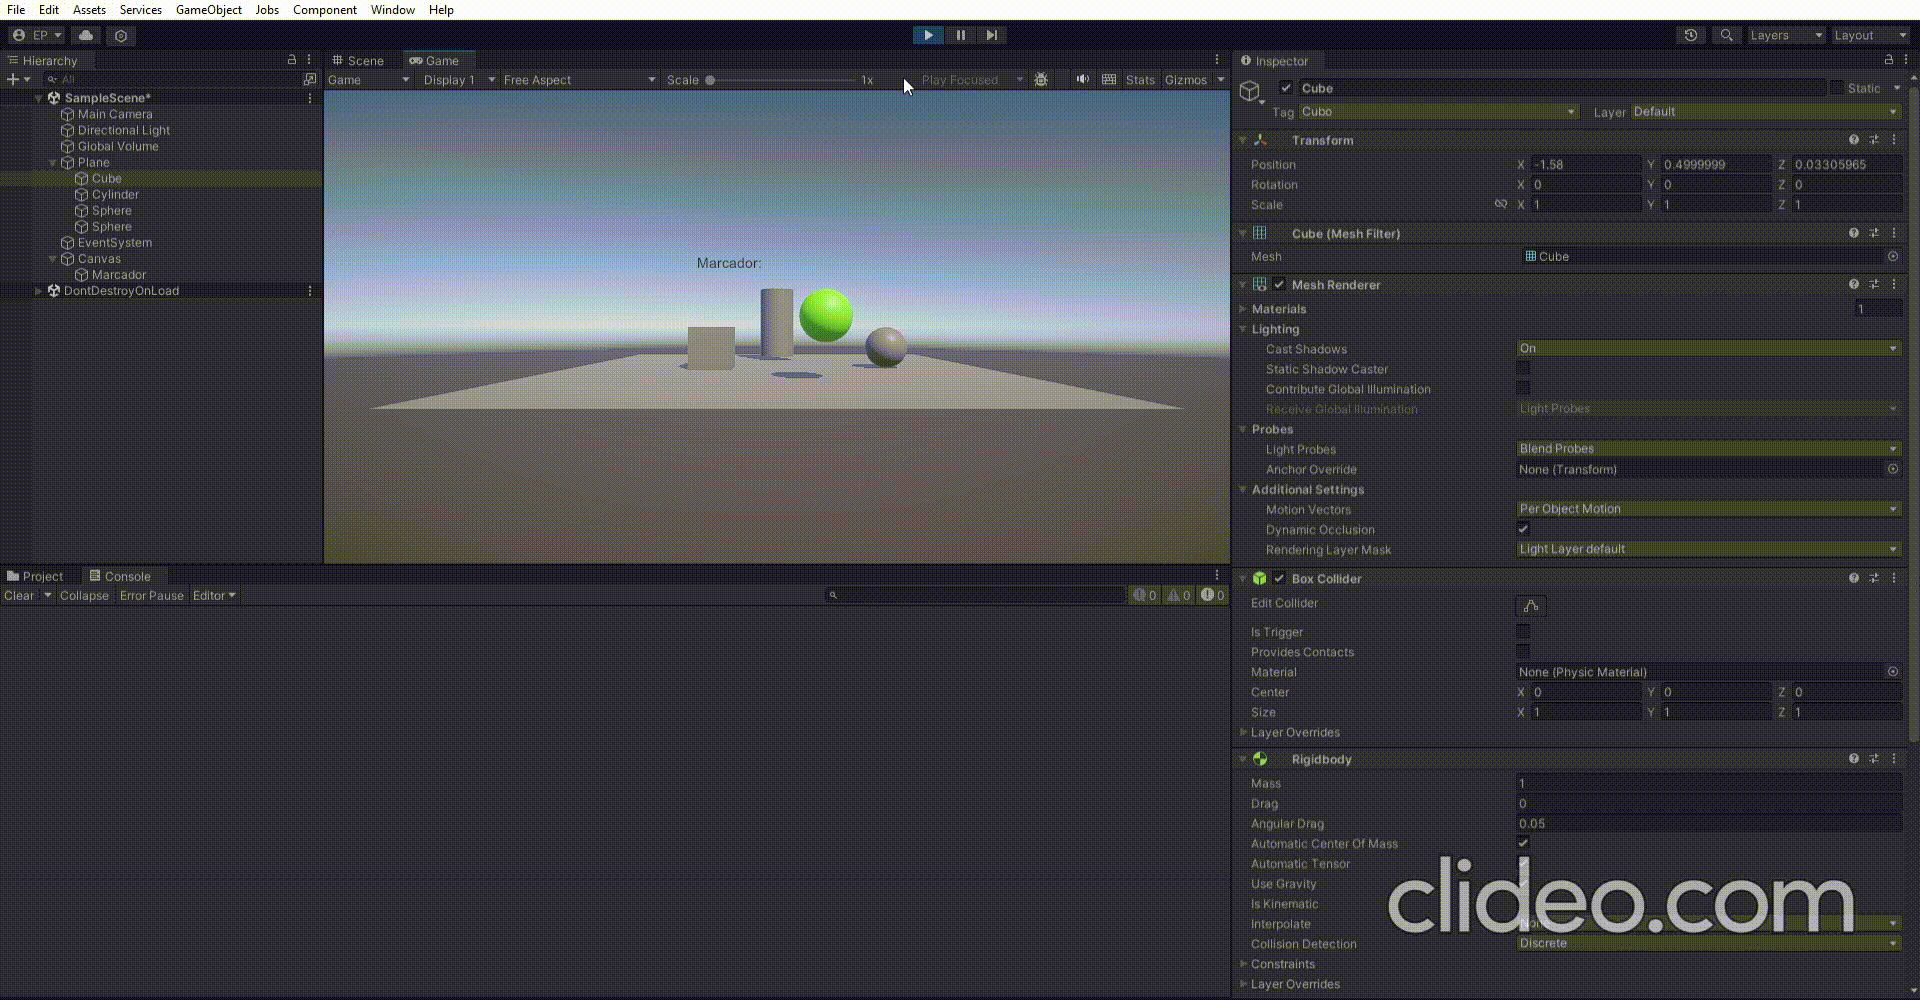 File Edit Assets Services GameObject Jobs Component Window Help
EP Layers Layout
Hierarchy
All
SampleScene*
Main Camera
Directional Light
Global Volume
Plane
Cube
Cylinder
Sphere
Sphere
EventSystem
Canvas
Marcador
DontDestroyOnLoad
Scene Game
Game Display 1 Free Aspect Scale 1x Play Focused Stats Gizmos
Marcador:
Project Console
Clear Collapse Error Pause Editor 0 0 0
Inspector
Cube Static
Tag Cubo Layer Default
Transform
Position X -1.58 Y 0.4999999 Z 0.03305965
Rotation X 0 Y 0 Z 0
Scale X 1 Y 1 Z 1
Cube (Mesh Filter)
Mesh Cube
Mesh Renderer
Materials 1
Lighting
Cast Shadows On
Static Shadow Caster
Contribute Global Illumination
Receive Global Illumination Light Probes
Probes
Light Probes Blend Probes
Anchor Override None (Transform)
Additional Settings
Motion Vectors Per Object Motion
Dynamic Occlusion
Rendering Layer Mask Light Layer default
Box Collider
Edit Collider
Is Trigger
Provides Contacts
Material None (Physic Material)
Center X 0 Y 0 Z 0
Size X 1 Y 1 Z 1
Layer Overrides
Rigidbody
Mass 1
Drag 0
Angular Drag 0.05
Automatic Center Of Mass
Automatic Tensor
Use Gravity
Is Kinematic
Interpolate
Collision Detection Discrete
Constraints
Layer Overrides
clideo.com